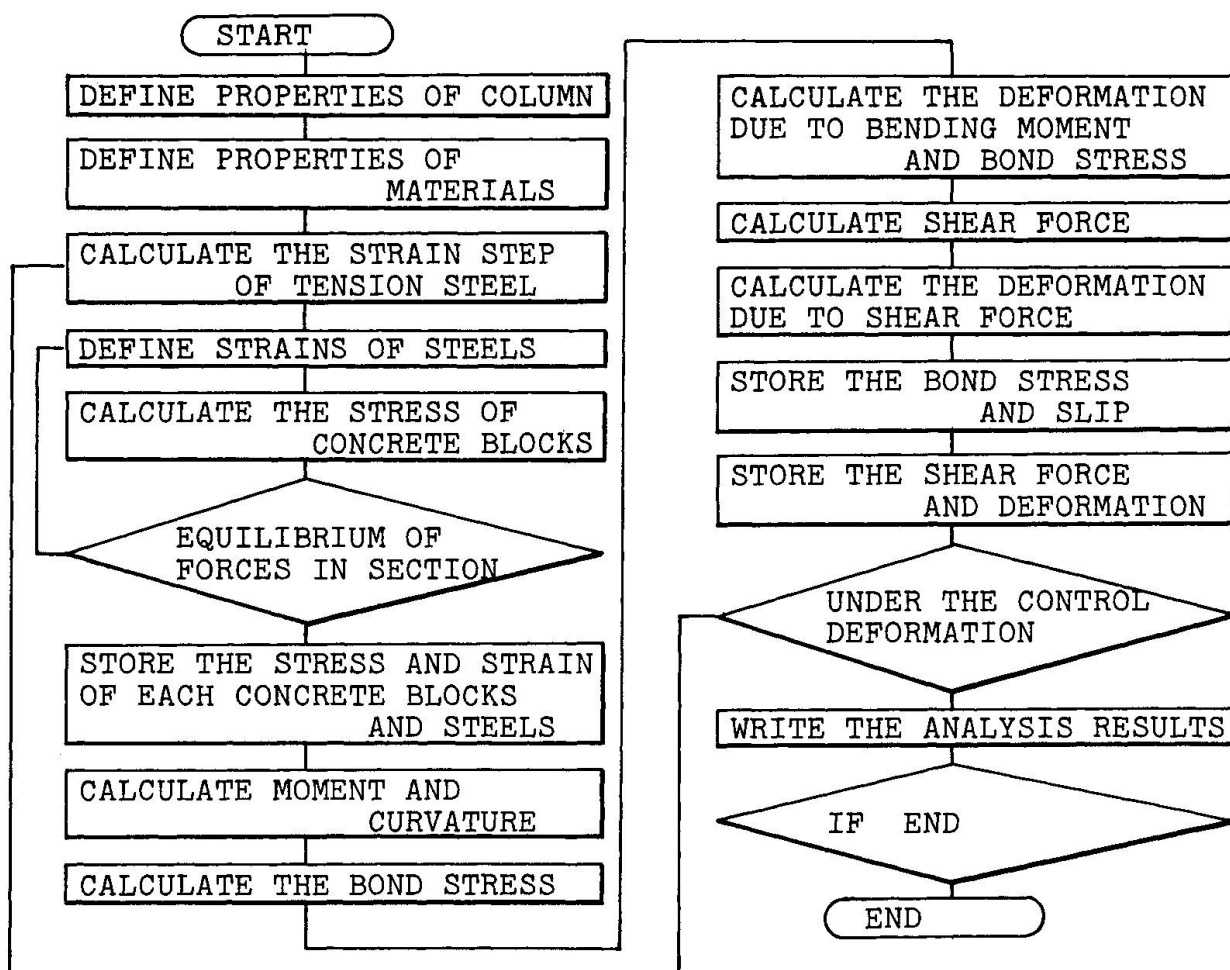 START
DEFINE PROPERTIES OF COLUMN
DEFINE PROPERTIES OF
MATERIALS
CALCULATE THE STRAIN STEP
OF TENSION STEEL
DEFINE STRAINS OF STEELS
CALCULATE THE STRESS OF
CONCRETE BLOCKS
EQUILIBRIUM OF
FORCES IN SECTION
STORE THE STRESS AND STRAIN
OF EACH CONCRETE BLOCKS
AND STEELS
CALCULATE MOMENT AND
CURVATURE
CALCULATE THE BOND STRESS
CALCULATE THE DEFORMATION
DUE TO BENDING MOMENT
AND BOND STRESS
CALCULATE SHEAR FORCE
CALCULATE THE DEFORMATION
DUE TO SHEAR FORCE
STORE THE BOND STRESS
AND SLIP
STORE THE SHEAR FORCE
AND DEFORMATION
UNDER THE CONTROL
DEFORMATION
WRITE THE ANALYSIS RESULTS
IF END
END